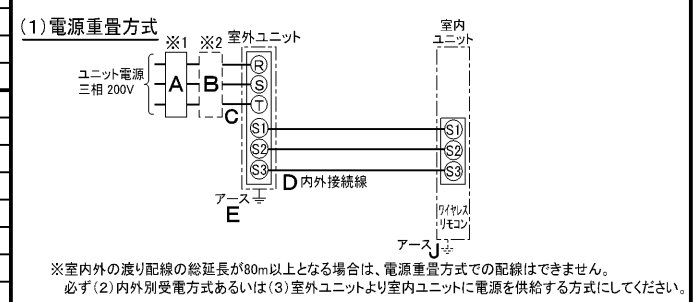 (1)電源重畳方式
※1 ※2 室外ユニット
室内
ユニット
ユニット電源
三相 200V
A B
R
S
T
C
S1 S1
S2 S2
S3 S3
D 内外接続線
アース
E
ワイヤレス
リモコン
アース J
※室内外の渡り配線の総延長が80m以上となる場合は、電源重畳方式での配線はできません。
必ず(2)内外別受電方式あるいは(3)室外ユニットより室内ユニットに電源を供給する方式にしてください。